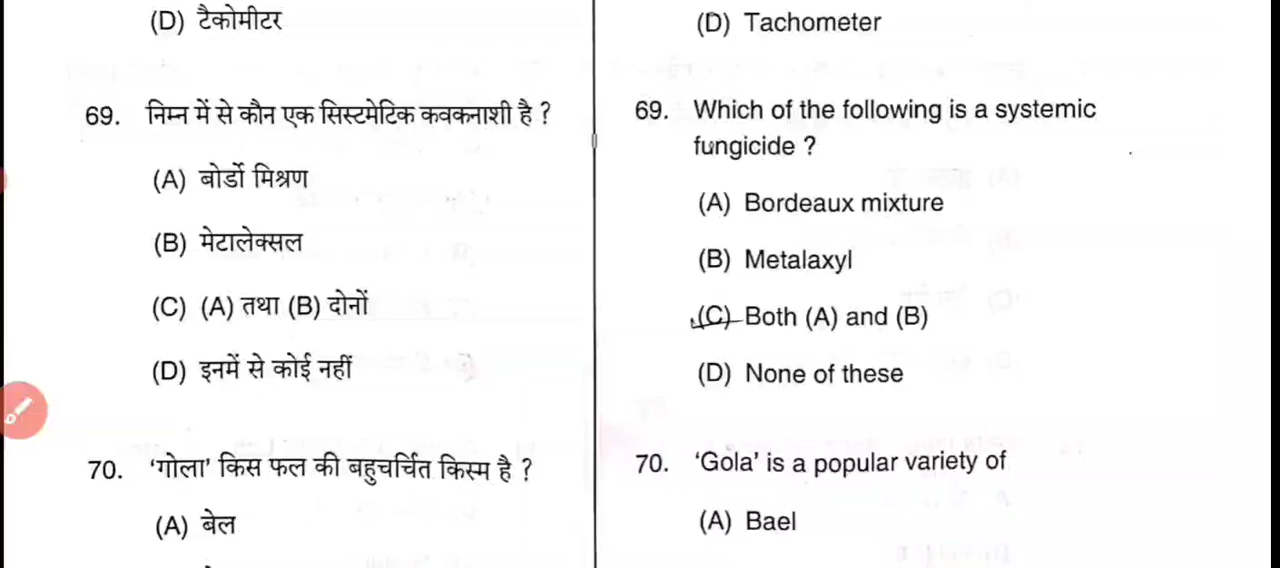 (D) टैकोमीटर
69. निम्न में से कौन एक सिस्टमेटिक कवकनाशी है ?
(A) बोर्डो मिश्रण
(B) मेटालेक्सल
(C) (A) तथा (B) दोनों
(D) इनमें से कोई नहीं
70. ‘गोला’ किस फल की बहुचर्चित किस्म है ?
(A) बेल
(D) Tachometer
69. Which of the following is a systemic
fungicide ?
(A) Bordeaux mixture
(B) Metalaxyl
(C) Both (A) and (B)
(D) None of these
70. ‘Gola’ is a popular variety of
(A) Bael